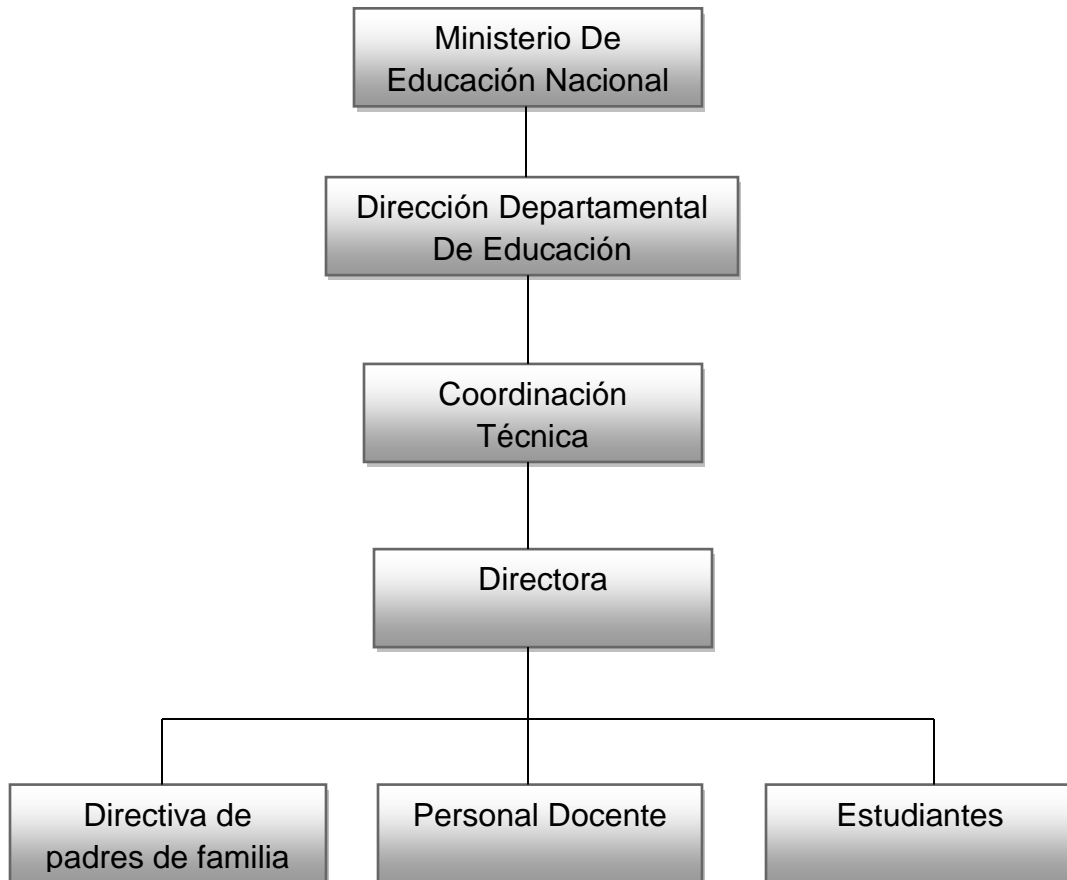 Ministerio De
Educación Nacional
Dirección Departamental
De Educación
Coordinación
Técnica
Directora
Directiva de
padres de familia
Personal Docente
Estudiantes